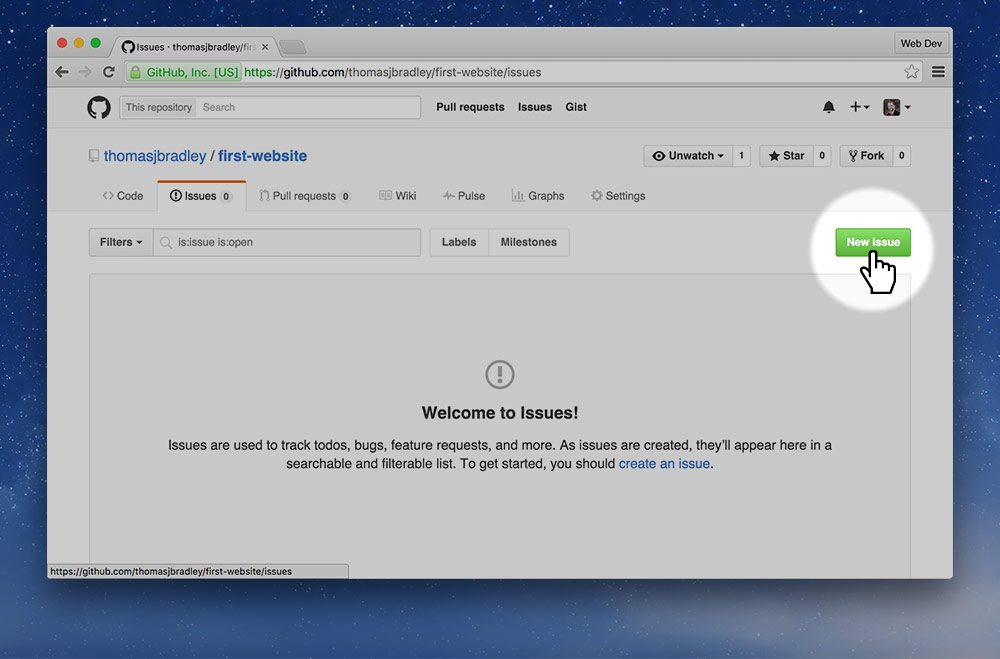 Issues · thomasjbradley/fir
Web Dev
GitHub, Inc. [US] https://github.com/thomasjbradley/first-website/issues
This repository Search Pull requests Issues Gist
thomasjbradley / first-website Unwatch 1 Star 0 Fork 0
Code Issues 0 Pull requests 0 Wiki Pulse Graphs Settings
Filters is:issue is:open Labels Milestones New issue
Welcome to Issues!
Issues are used to track todos, bugs, feature requests, and more. As issues are created, they’ll appear here in a
searchable and filterable list. To get started, you should create an issue.
https://github.com/thomasjbradley/first-website/issues